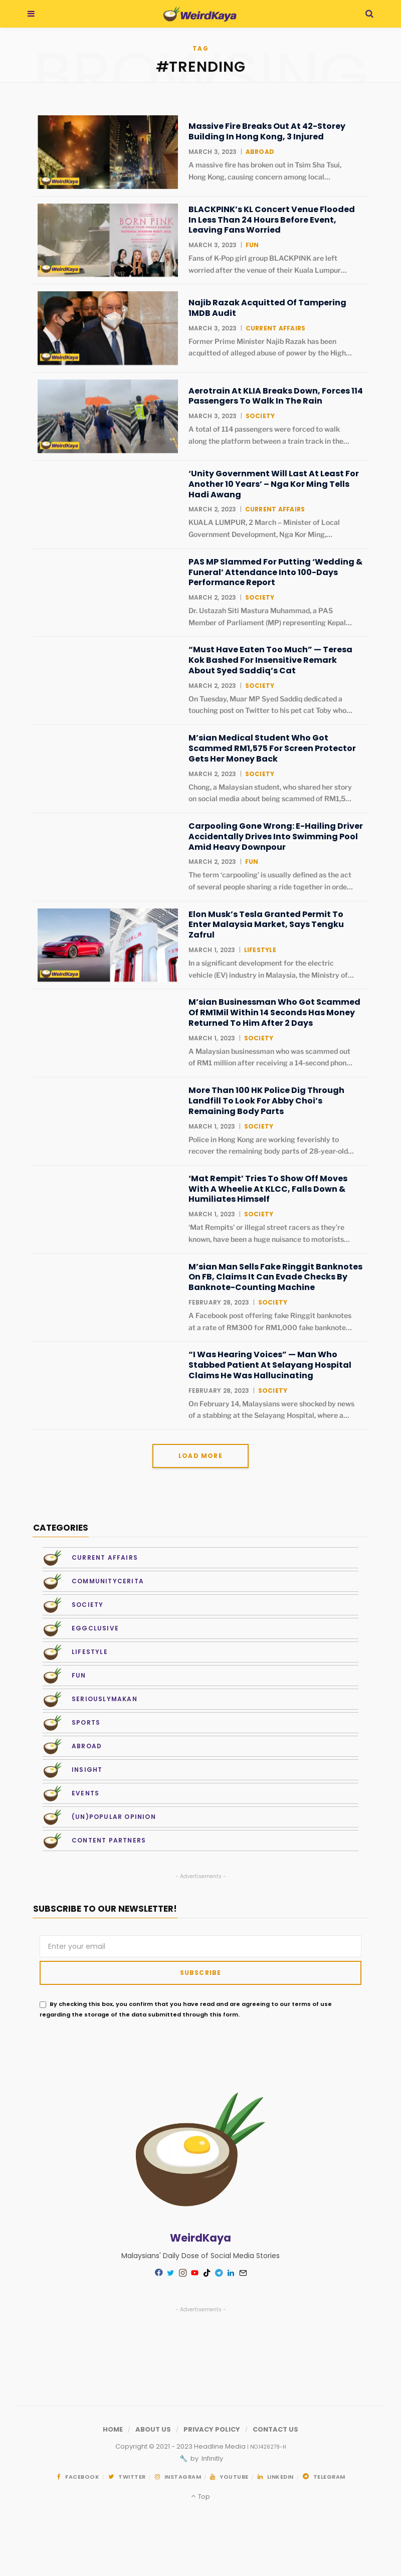 WeirdKaya
BROWSING
TAG
#TRENDING
WeirdKaya
Massive Fire Breaks Out At 42-Storey
Building In Hong Kong, 3 Injured
MARCH 3, 2023 | ABROAD
A massive fire has broken out in Tsim Sha Tsui,
Hong Kong, causing concern among local...
BORN PINK
WeirdKaya
BLACKPINK’s KL Concert Venue Flooded
In Less Than 24 Hours Before Event,
Leaving Fans Worried
MARCH 3, 2023 | FUN
Fans of K-Pop girl group BLACKPINK are left
worried after the venue of their Kuala Lumpur...
WeirdKaya
Najib Razak Acquitted Of Tampering
1MDB Audit
MARCH 3, 2023 | CURRENT AFFAIRS
Former Prime Minister Najib Razak has been
acquitted of alleged abuse of power by the High...
WeirdKaya
Aerotrain At KLIA Breaks Down, Forces 114
Passengers To Walk In The Rain
MARCH 3, 2023 | SOCIETY
A total of 114 passengers were forced to walk
along the platform between a train track in the...
‘Unity Government Will Last At Least For
Another 10 Years’ – Nga Kor Ming Tells
Hadi Awang
MARCH 2, 2023 | CURRENT AFFAIRS
KUALA LUMPUR, 2 March – Minister of Local
Government Development, Nga Kor Ming,...
PAS MP Slammed For Putting ‘Wedding &
Funeral’ Attendance Into 100-Days
Performance Report
MARCH 2, 2023 | SOCIETY
Dr. Ustazah Siti Mastura Muhammad, a PAS
Member of Parliament (MP) representing Kepal...
“Must Have Eaten Too Much” — Teresa
Kok Bashed For Insensitive Remark
About Syed Saddiq’s Cat
MARCH 2, 2023 | SOCIETY
On Tuesday, Muar MP Syed Saddiq dedicated a
touching post on Twitter to his pet cat Toby who...
M’sian Medical Student Who Got
Scammed RM1,575 For Screen Protector
Gets Her Money Back
MARCH 2, 2023 | SOCIETY
Chong, a Malaysian student, who shared her story
on social media about being scammed of RM1,5...
Carpooling Gone Wrong: E-Hailing Driver
Accidentally Drives Into Swimming Pool
Amid Heavy Downpour
MARCH 2, 2023 | FUN
The term ‘carpooling’ is usually defined as the act
of several people sharing a ride together in orde...
WeirdKaya
Elon Musk’s Tesla Granted Permit To
Enter Malaysia Market, Says Tengku
Zafrul
MARCH 1, 2023 | LIFESTYLE
In a significant development for the electric
vehicle (EV) industry in Malaysia, the Ministry of...
M’sian Businessman Who Got Scammed
Of RM1Mil Within 14 Seconds Has Money
Returned To Him After 2 Days
MARCH 1, 2023 | SOCIETY
A Malaysian businessman who was scammed out
of RM1 million after receiving a 14-second phon...
More Than 100 HK Police Dig Through
Landfill To Look For Abby Choi’s
Remaining Body Parts
MARCH 1, 2023 | SOCIETY
Police in Hong Kong are working feverishly to
recover the remaining body parts of 28-year-old...
‘Mat Rempit’ Tries To Show Off Moves
With A Wheelie At KLCC, Falls Down &
Humiliates Himself
MARCH 1, 2023 | SOCIETY
‘Mat Rempits’ or illegal street racers as they’re
known, have been a huge nuisance to motorists...
M’sian Man Sells Fake Ringgit Banknotes
On FB, Claims It Can Evade Checks By
Banknote-Counting Machine
FEBRUARY 28, 2023 | SOCIETY
A Facebook post offering fake Ringgit banknotes
at a rate of RM300 for RM1,000 fake banknote...
“I Was Hearing Voices” — Man Who
Stabbed Patient At Selayang Hospital
Claims He Was Hallucinating
FEBRUARY 28, 2023 | SOCIETY
On February 14, Malaysians were shocked by news
of a stabbing at the Selayang Hospital, where a...
LOAD MORE
CATEGORIES
CURRENT AFFAIRS
COMMUNITYCERITA
SOCIETY
EGGCLUSIVE
LIFESTYLE
FUN
SERIOUSLYMAKAN
SPORTS
ABROAD
INSIGHT
EVENTS
(UN)POPULAR OPINION
CONTENT PARTNERS
- Advertisements -
SUBSCRIBE TO OUR NEWSLETTER!
Enter your email
SUBSCRIBE
By checking this box, you confirm that you have read and are agreeing to our terms of use
regarding the storage of the data submitted through this form.
WeirdKaya
Malaysians' Daily Dose of Social Media Stories
- Advertisements -
HOME / ABOUT US / PRIVACY POLICY / CONTACT US
Copyright © 2021 - 2023 Headline Media | NO.1428279-H
by Infinitly
FACEBOOK / TWITTER / INSTAGRAM / YOUTUBE / LINKEDIN / TELEGRAM
Top